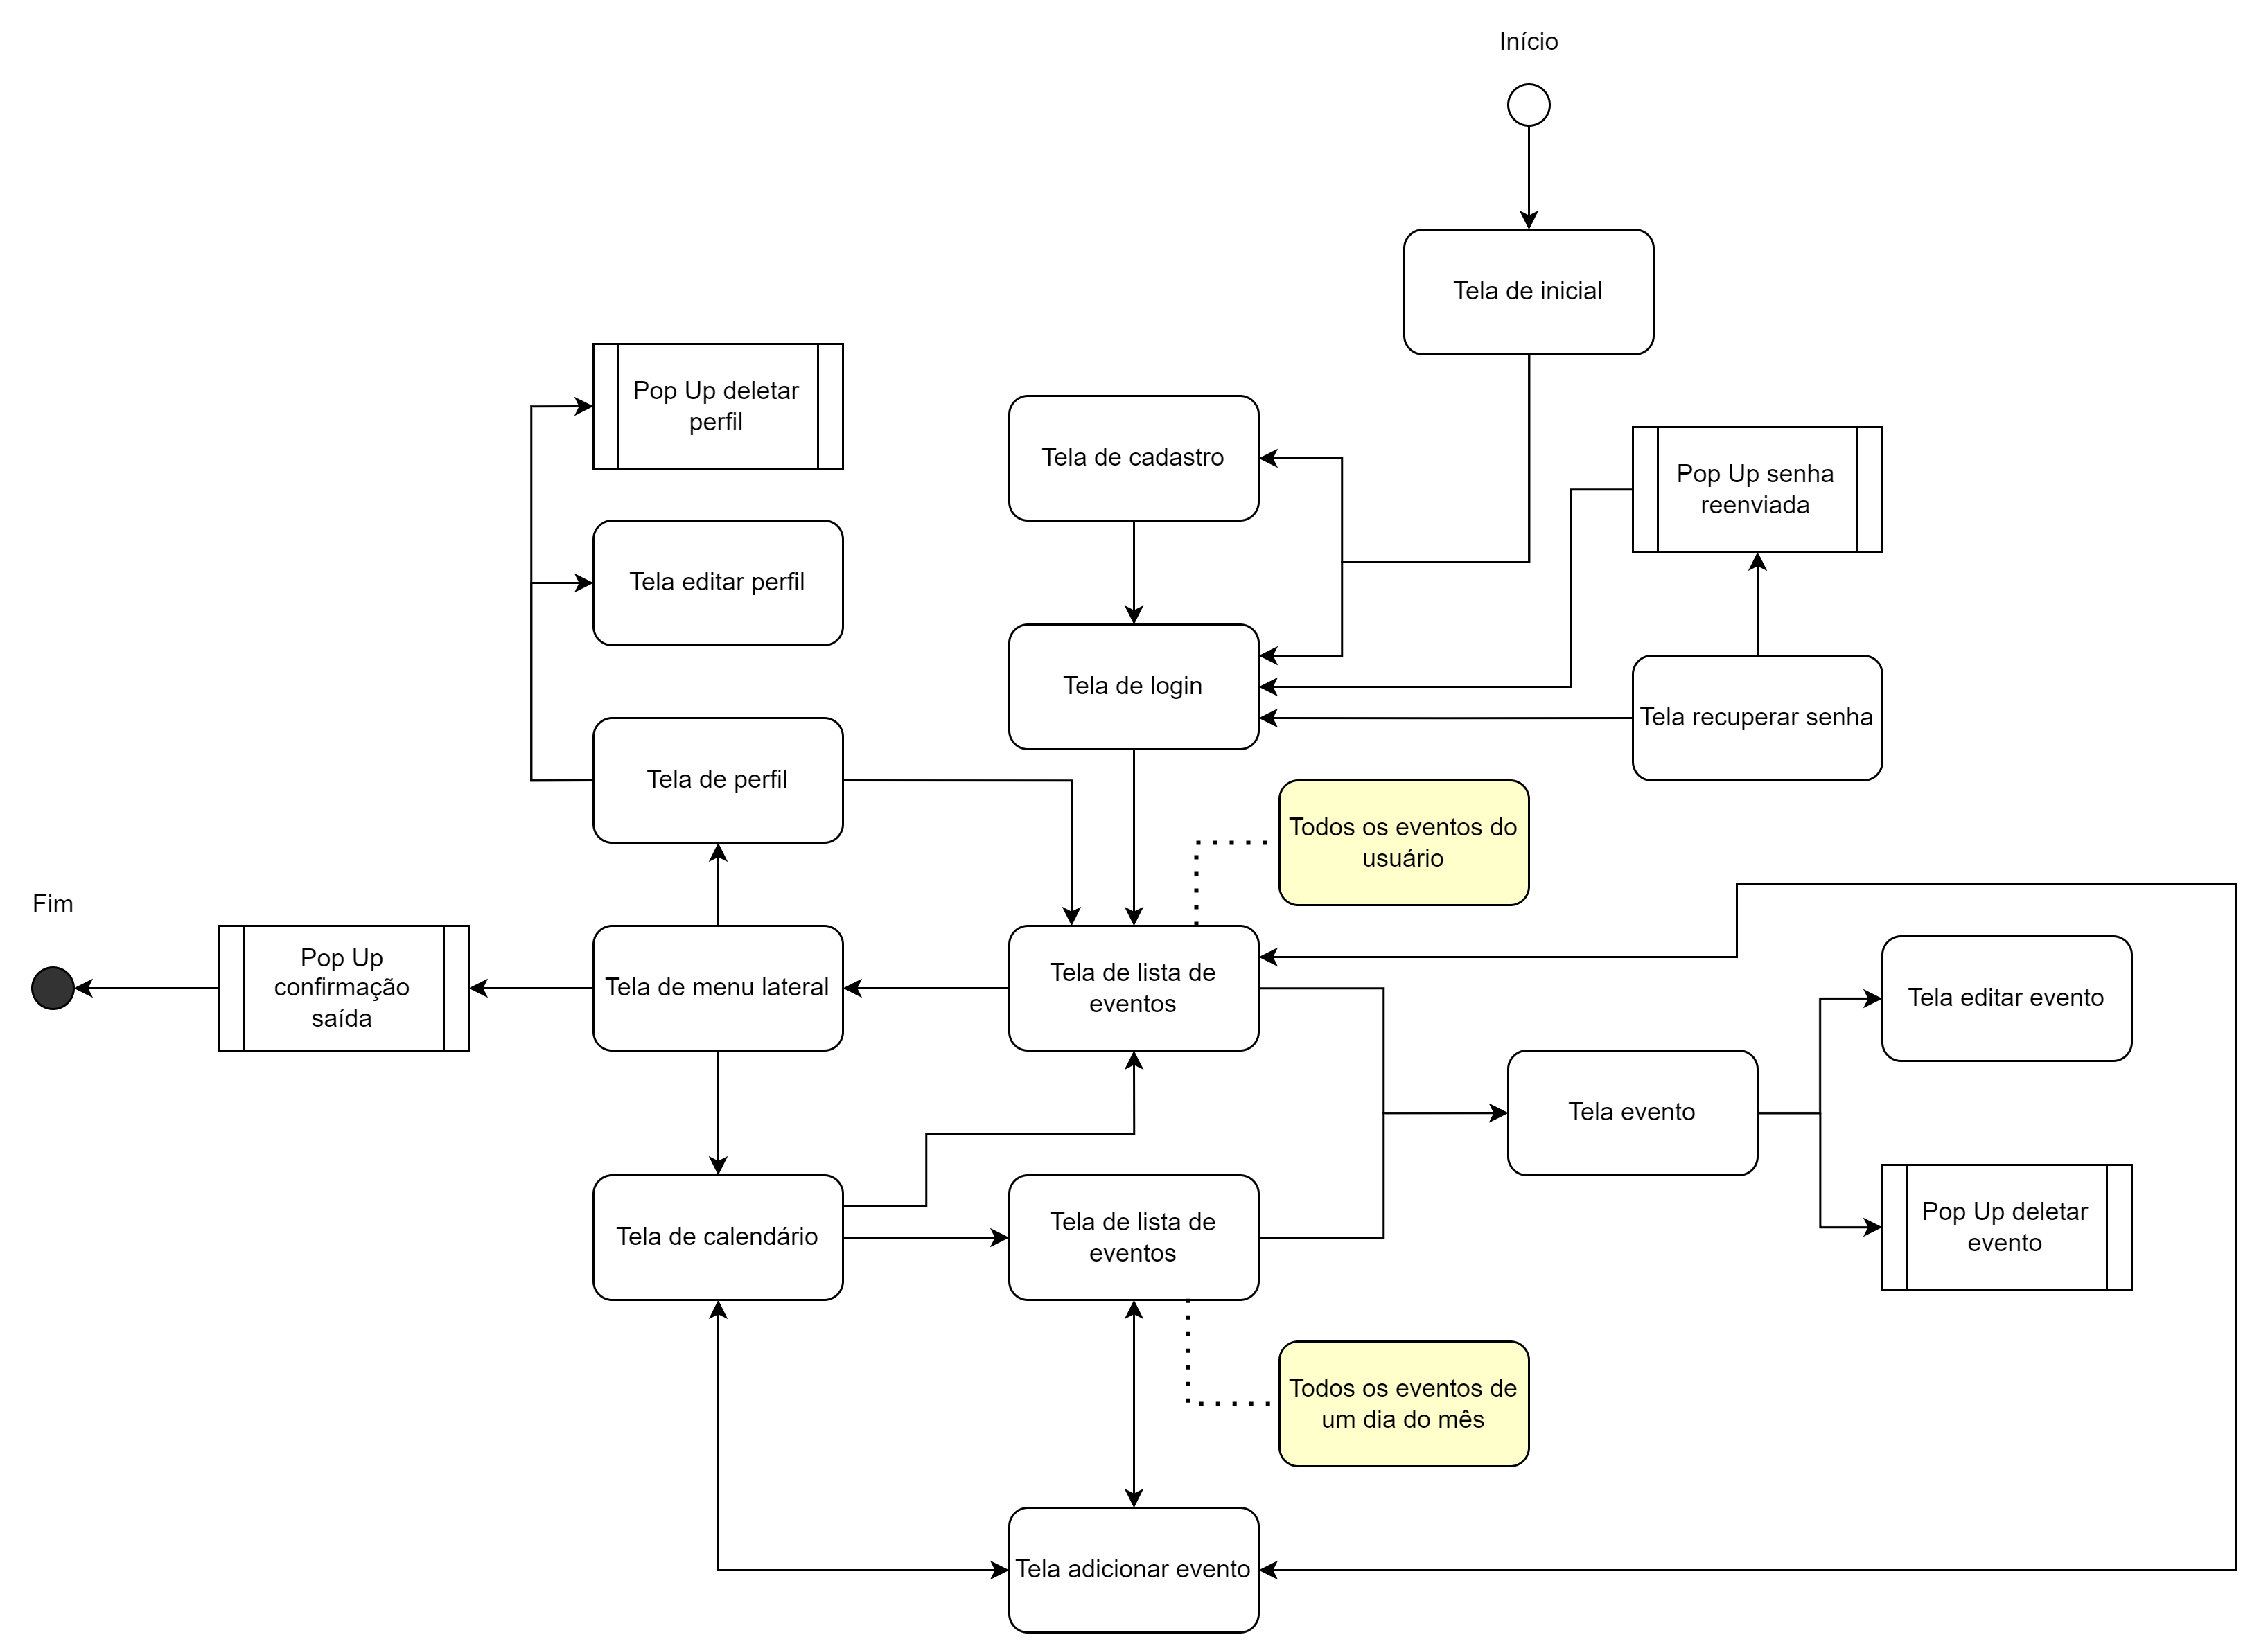 Início
Tela de inicial
Pop Up deletar
perfil
Tela de cadastro
Pop Up senha
reenviada
Tela editar perfil
Tela de login
Tela recuperar senha
Tela de perfil
Todos os eventos do
usuário
Fim
Pop Up
confirmação
saída
Tela de menu lateral
Tela de lista de
eventos
Tela editar evento
Tela evento
Tela de calendário
Tela de lista de
eventos
Pop Up deletar
evento
Todos os eventos de
um dia do mês
Tela adicionar evento